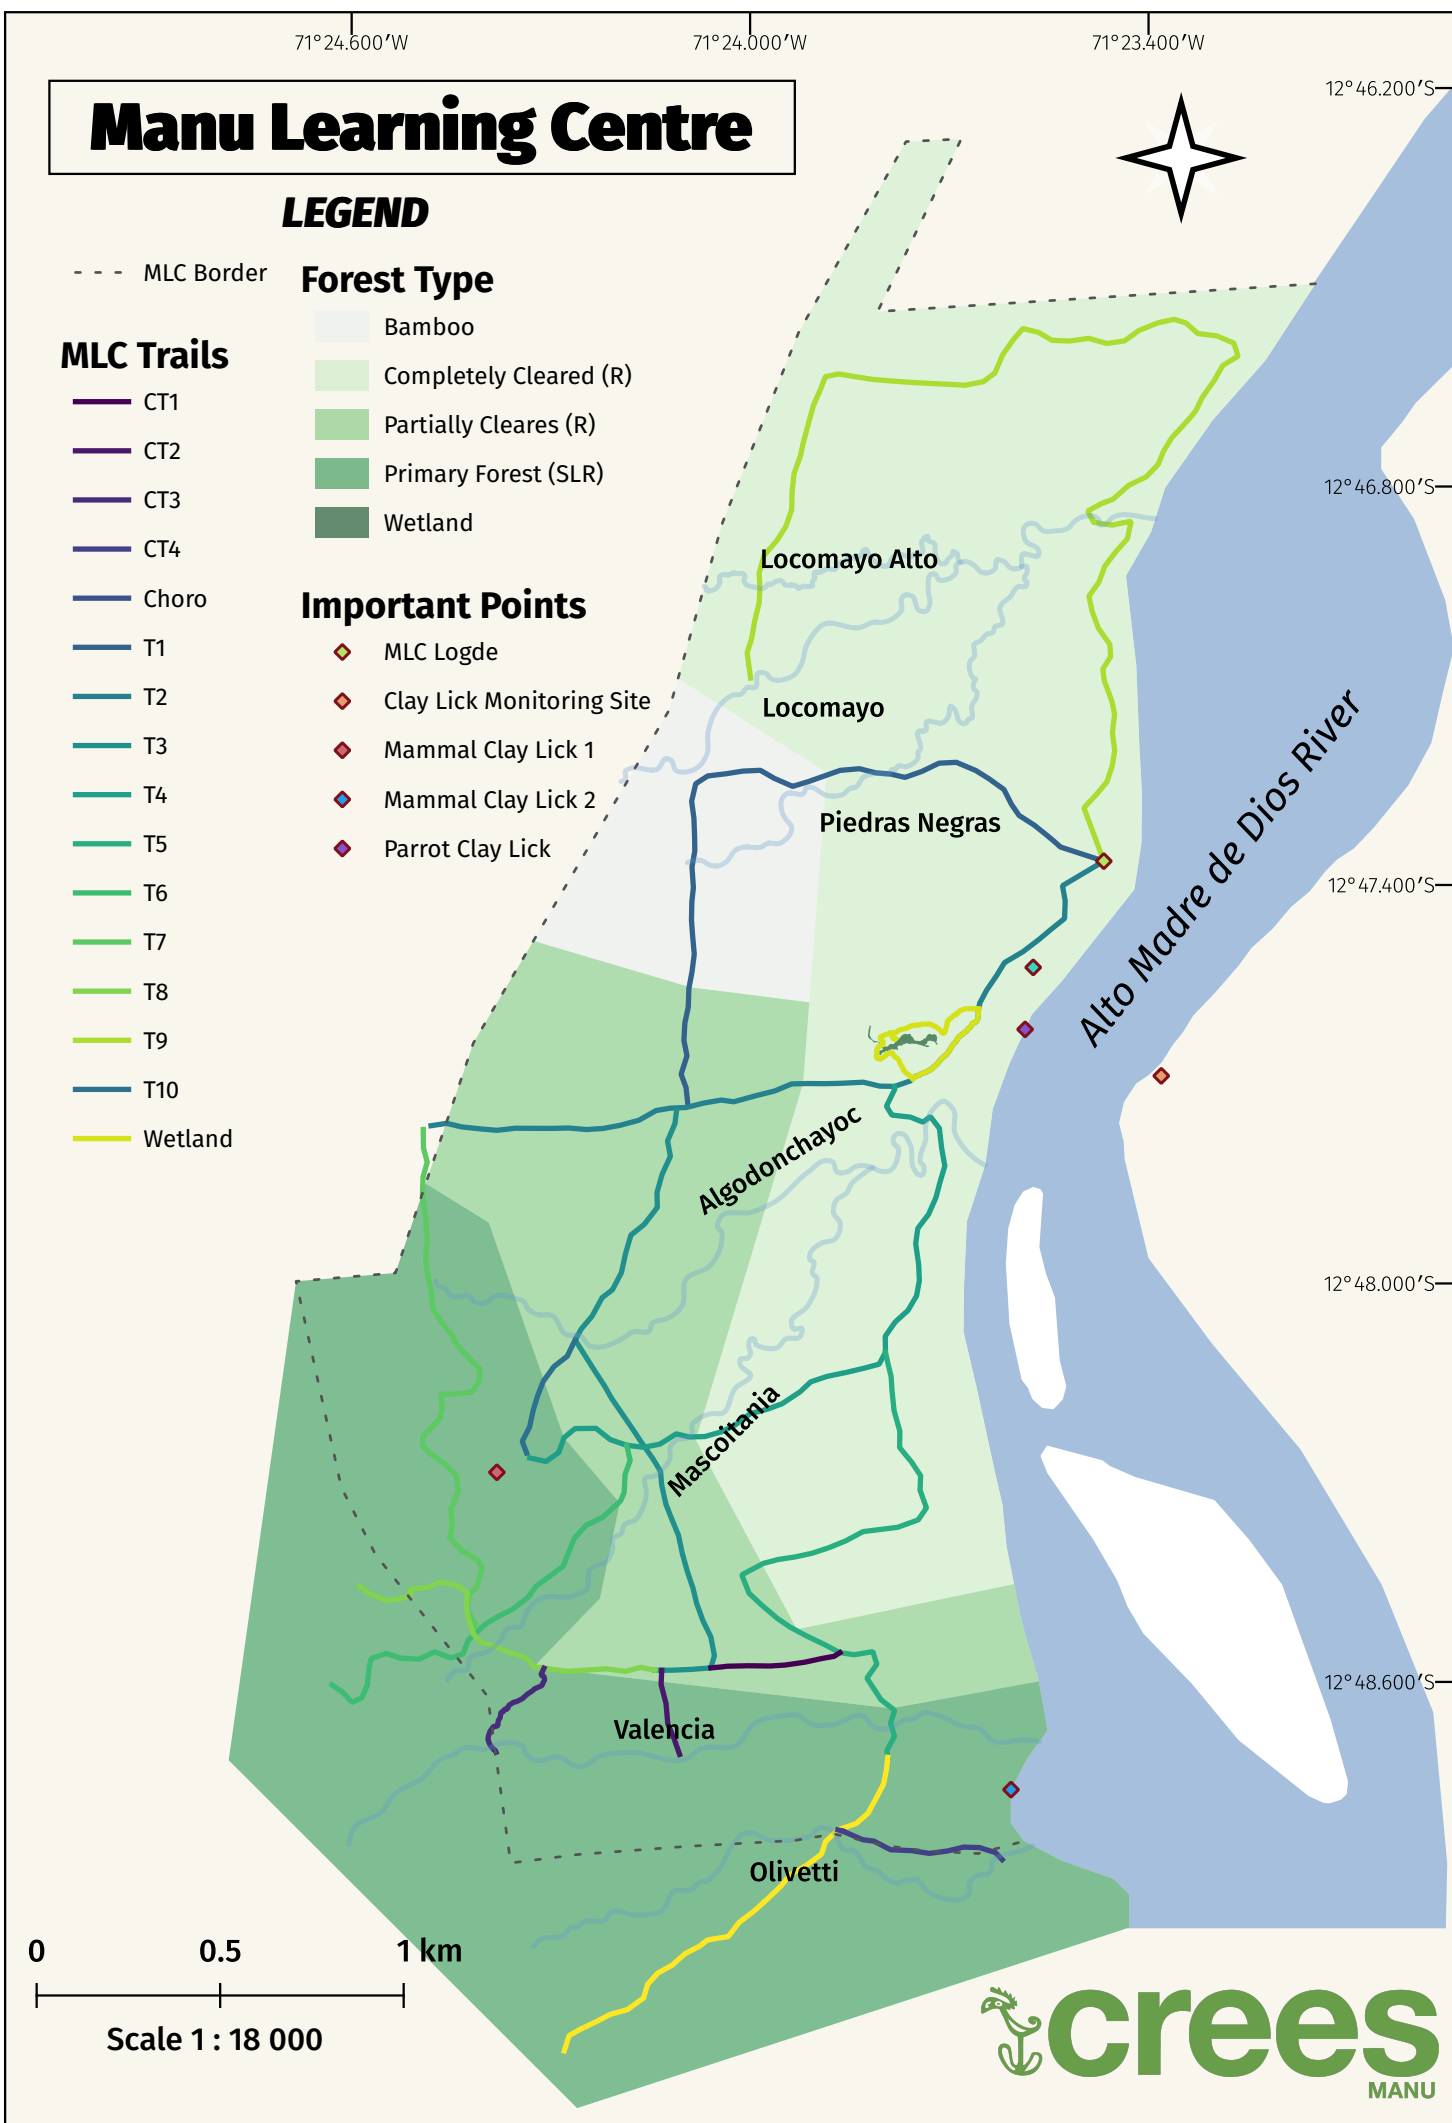 71°24.600′W
71°24.000′W
71°23.400′W
12°46.200′S
Manu Learning Centre
LEGEND
MLC Border
Forest Type
Bamboo
Completely Cleared (R)
Partially Cleares (R)
Primary Forest (SLR)
Wetland
MLC Trails
CT1
CT2
CT3
CT4
Choro
T1
T2
T3
T4
T5
T6
T7
T8
T9
T10
Wetland
Important Points
MLC Logde
Clay Lick Monitoring Site
Mammal Clay Lick 1
Mammal Clay Lick 2
Parrot Clay Lick
12°46.800′S
Locomayo Alto
Locomayo
Piedras Negras
Alto Madre de Dios River
12°47.400′S
Algodonchayoc
12°48.000′S
Mascoitania
12°48.600′S
Valencia
Olivetti
0 0.5 1 km
Scale 1 : 18 000
crees
MANU